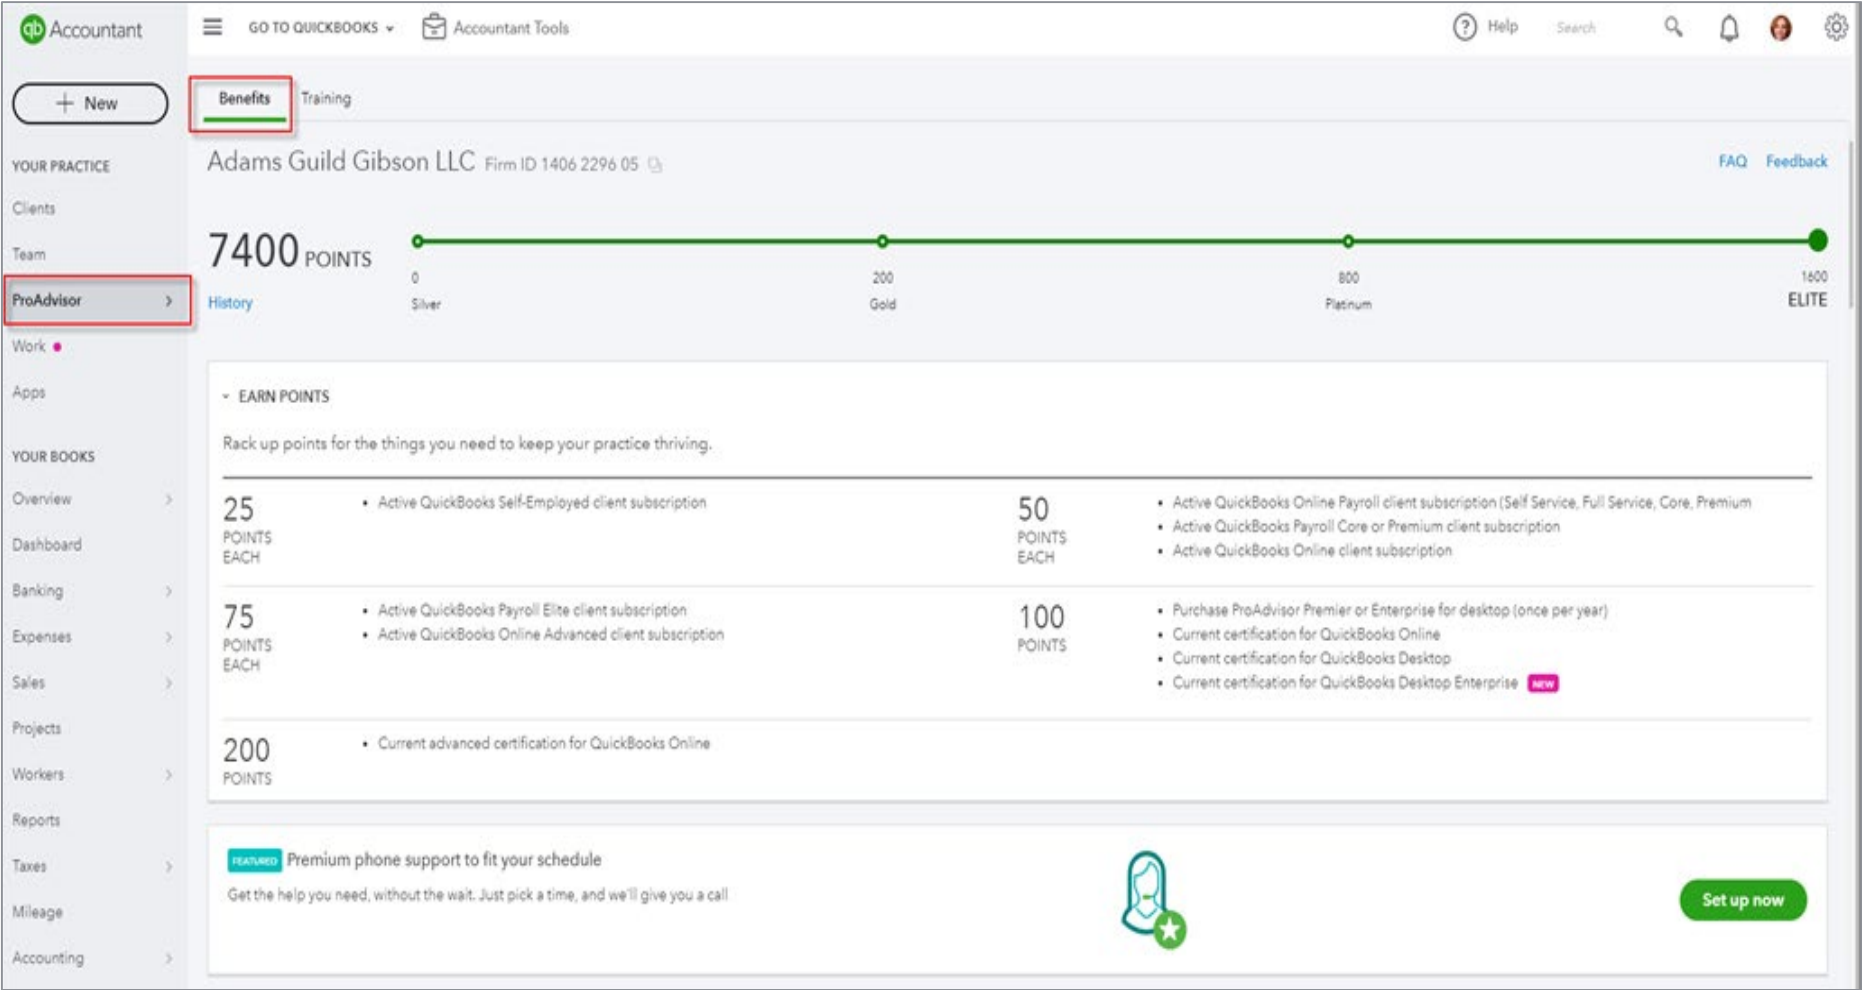 qb Accountant
GO TO QUICKBOOKS
Accountant Tools
Help
Search
+ New
Benefits
Training
YOUR PRACTICE
Clients
Team
ProAdvisor
Work
Apps
YOUR BOOKS
Overview
Dashboard
Banking
Expenses
Sales
Projects
Workers
Reports
Taxes
Mileage
Accounting
Adams Guild Gibson LLC Firm ID 1406 2296 05
FAQ Feedback
7400 POINTS
History
0
Silver
200
Gold
800
Platinum
1600
ELITE
EARN POINTS
Rack up points for the things you need to keep your practice thriving.
25
POINTS
EACH
• Active QuickBooks Self-Employed client subscription
50
POINTS
EACH
• Active QuickBooks Online Payroll client subscription (Self Service, Full Service, Core, Premium
• Active QuickBooks Payroll Core or Premium client subscription
• Active QuickBooks Online client subscription
75
POINTS
EACH
• Active QuickBooks Payroll Elite client subscription
• Active QuickBooks Online Advanced client subscription
100
POINTS
• Purchase ProAdvisor Premier or Enterprise for desktop (once per year)
• Current certification for QuickBooks Online
• Current certification for QuickBooks Desktop
• Current certification for QuickBooks Desktop Enterprise NEW
200
POINTS
• Current advanced certification for QuickBooks Online
FEATURED Premium phone support to fit your schedule
Get the help you need, without the wait. Just pick a time, and we'll give you a call
Set up now